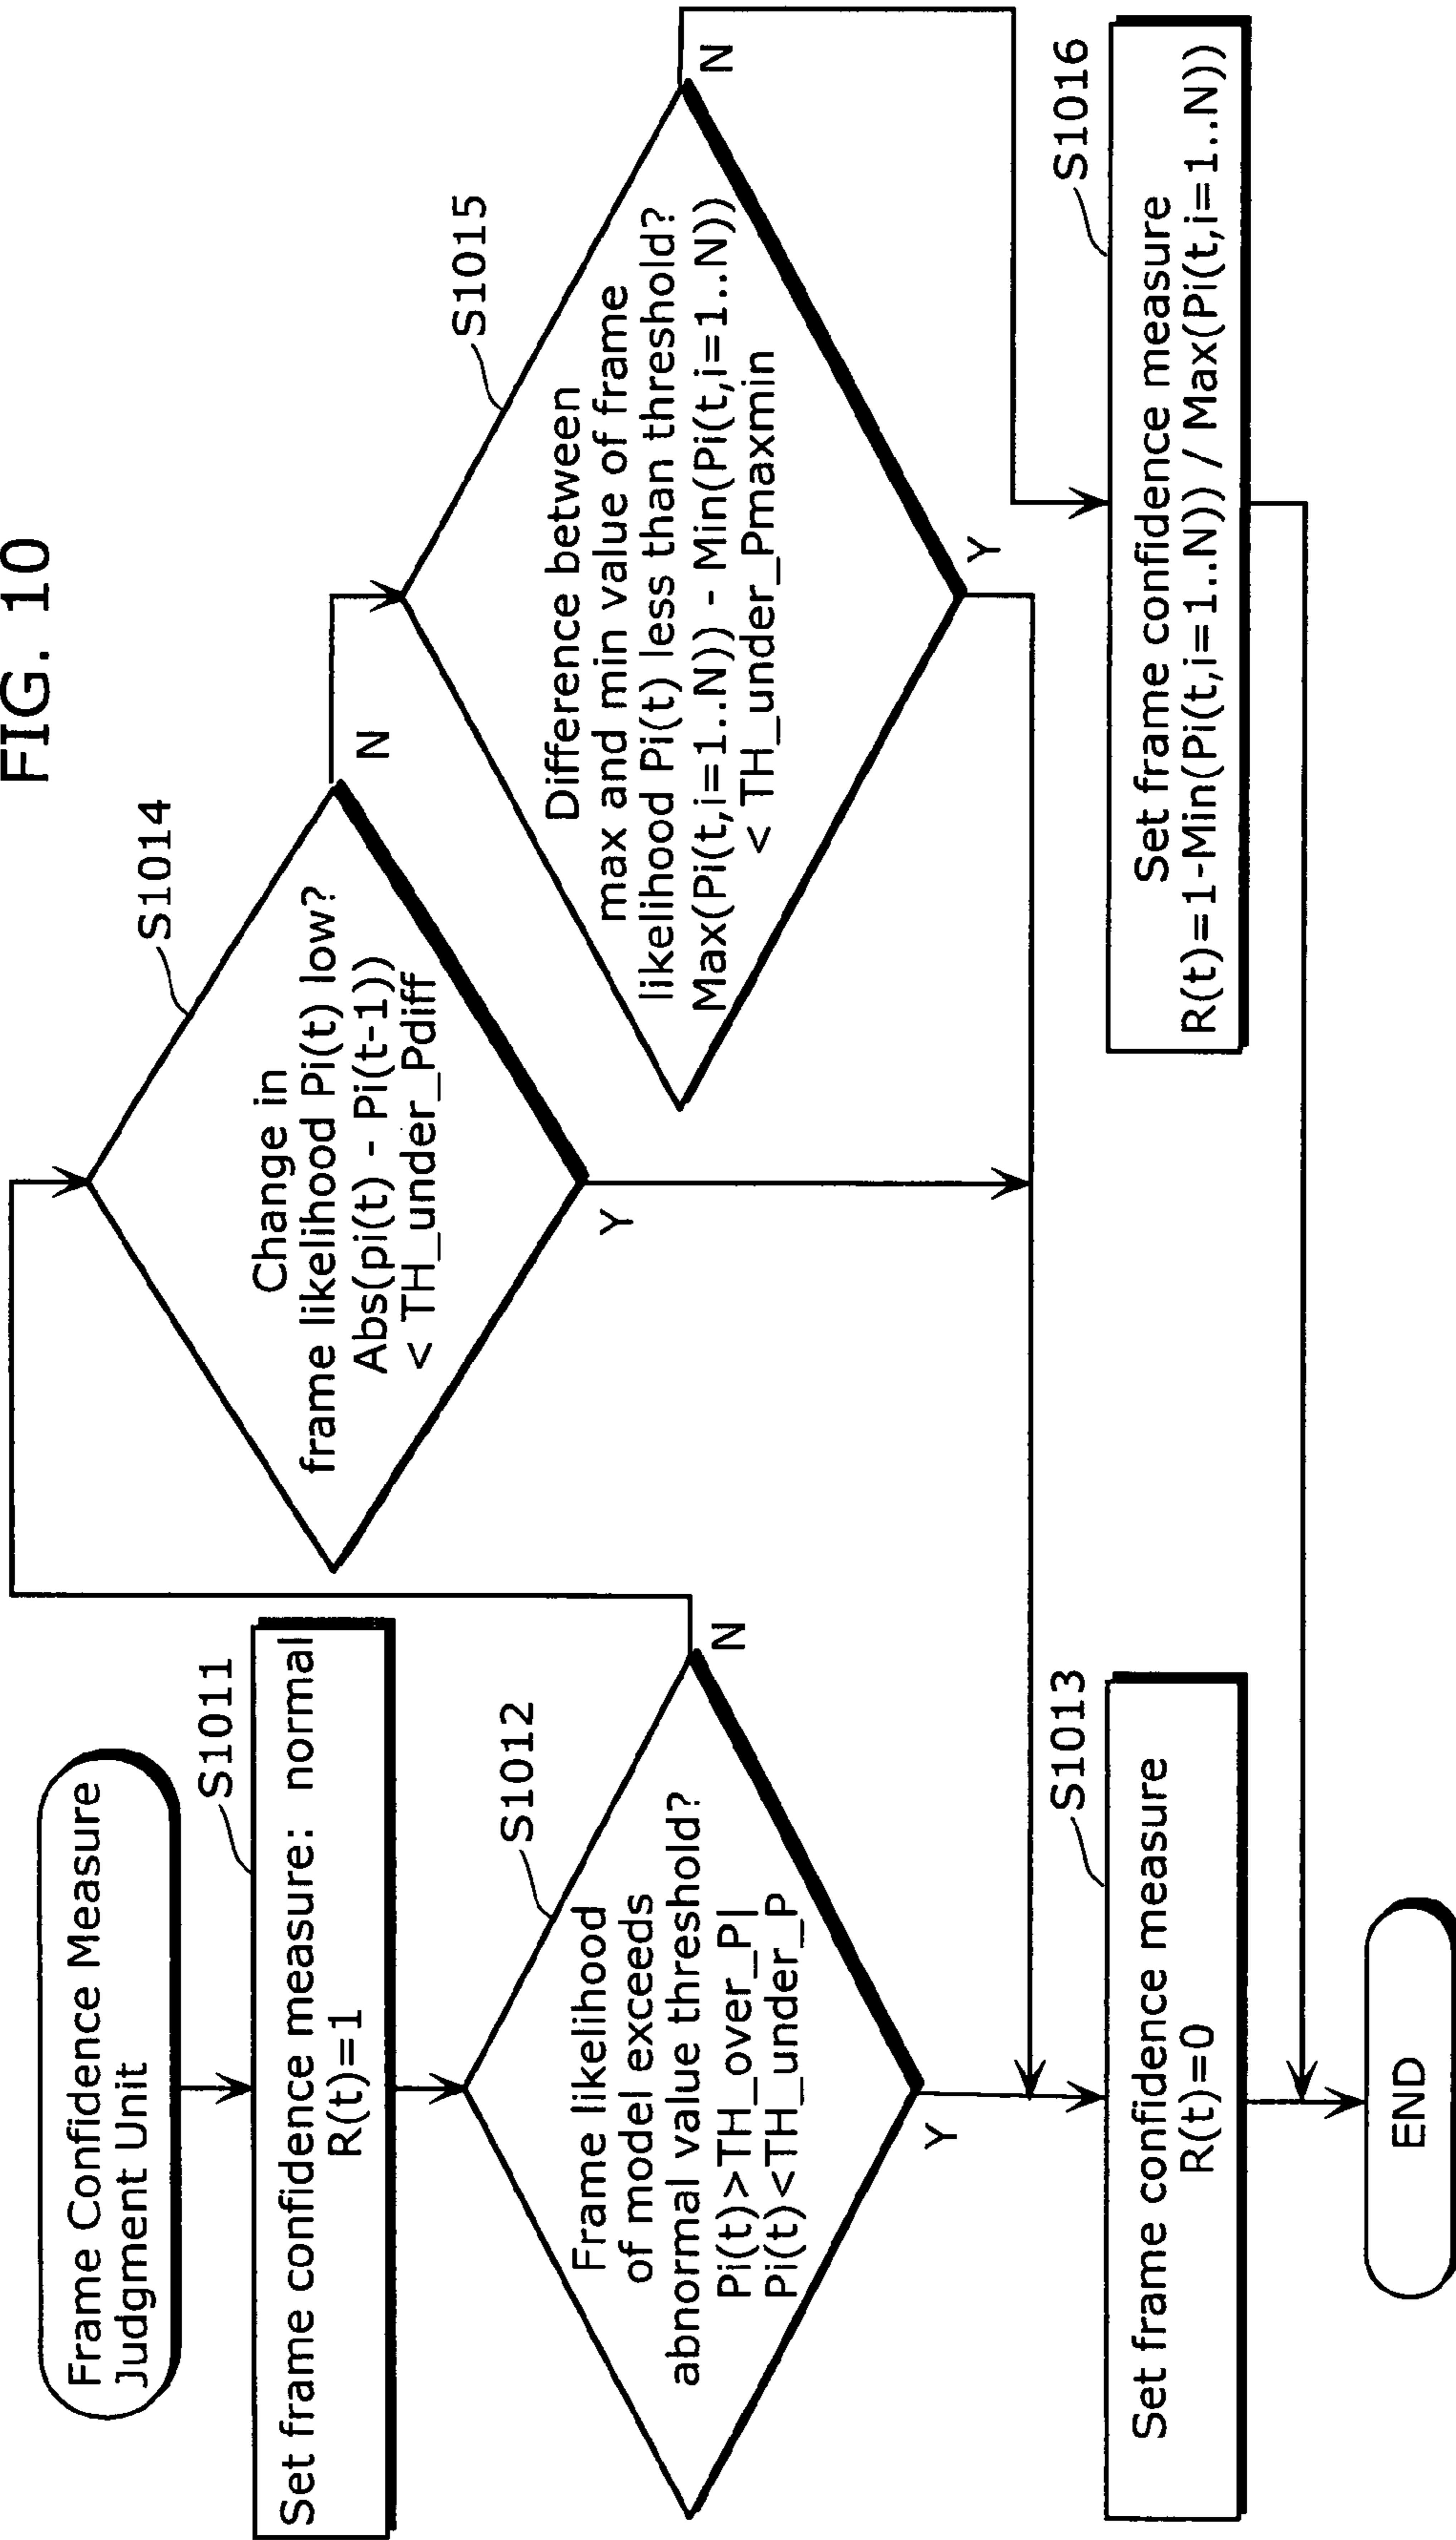 FIG. 10
Frame Confidence Measure
Judgment Unit
S1011
Set frame confidence measure: normal
R(t)=1
S1012
Frame likelihood
of model exceeds
abnormal value threshold?
Pi(t)>TH_over_P|
Pi(t)<TH_under_P
N
Y
S1013
Set frame confidence measure
R(t)=0
END
S1014
Change in
frame likelihood Pi(t) low?
Abs(pi(t) - Pi(t-1))
< TH_under_Pdiff
N
Y
S1015
Difference between
max and min value of frame
likelihood Pi(t) less than threshold?
Max(Pi(t,i=1..N)) - Min(Pi(t,i=1..N))
< TH_under_Pmaxmin
N
Y
S1016
Set frame confidence measure
R(t)=1-Min(Pi(t,i=1..N)) / Max(Pi(t,i=1..N))